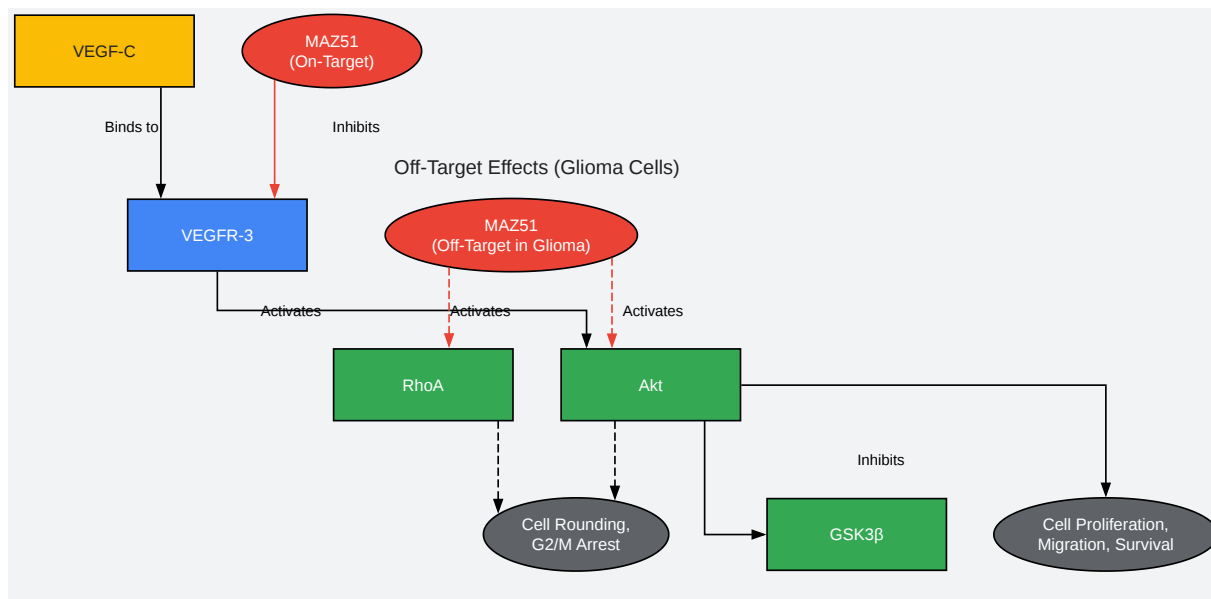 VEGF-C
MAZ51
(On-Target)
Binds to
Inhibits
Off-Target Effects (Glioma Cells)
VEGFR-3
MAZ51
(Off-Target in Glioma)
Activates
Activates
Activates
RhoA
Akt
Inhibits
Cell Rounding,
G2/M Arrest
GSK3β
Cell Proliferation,
Migration, Survival